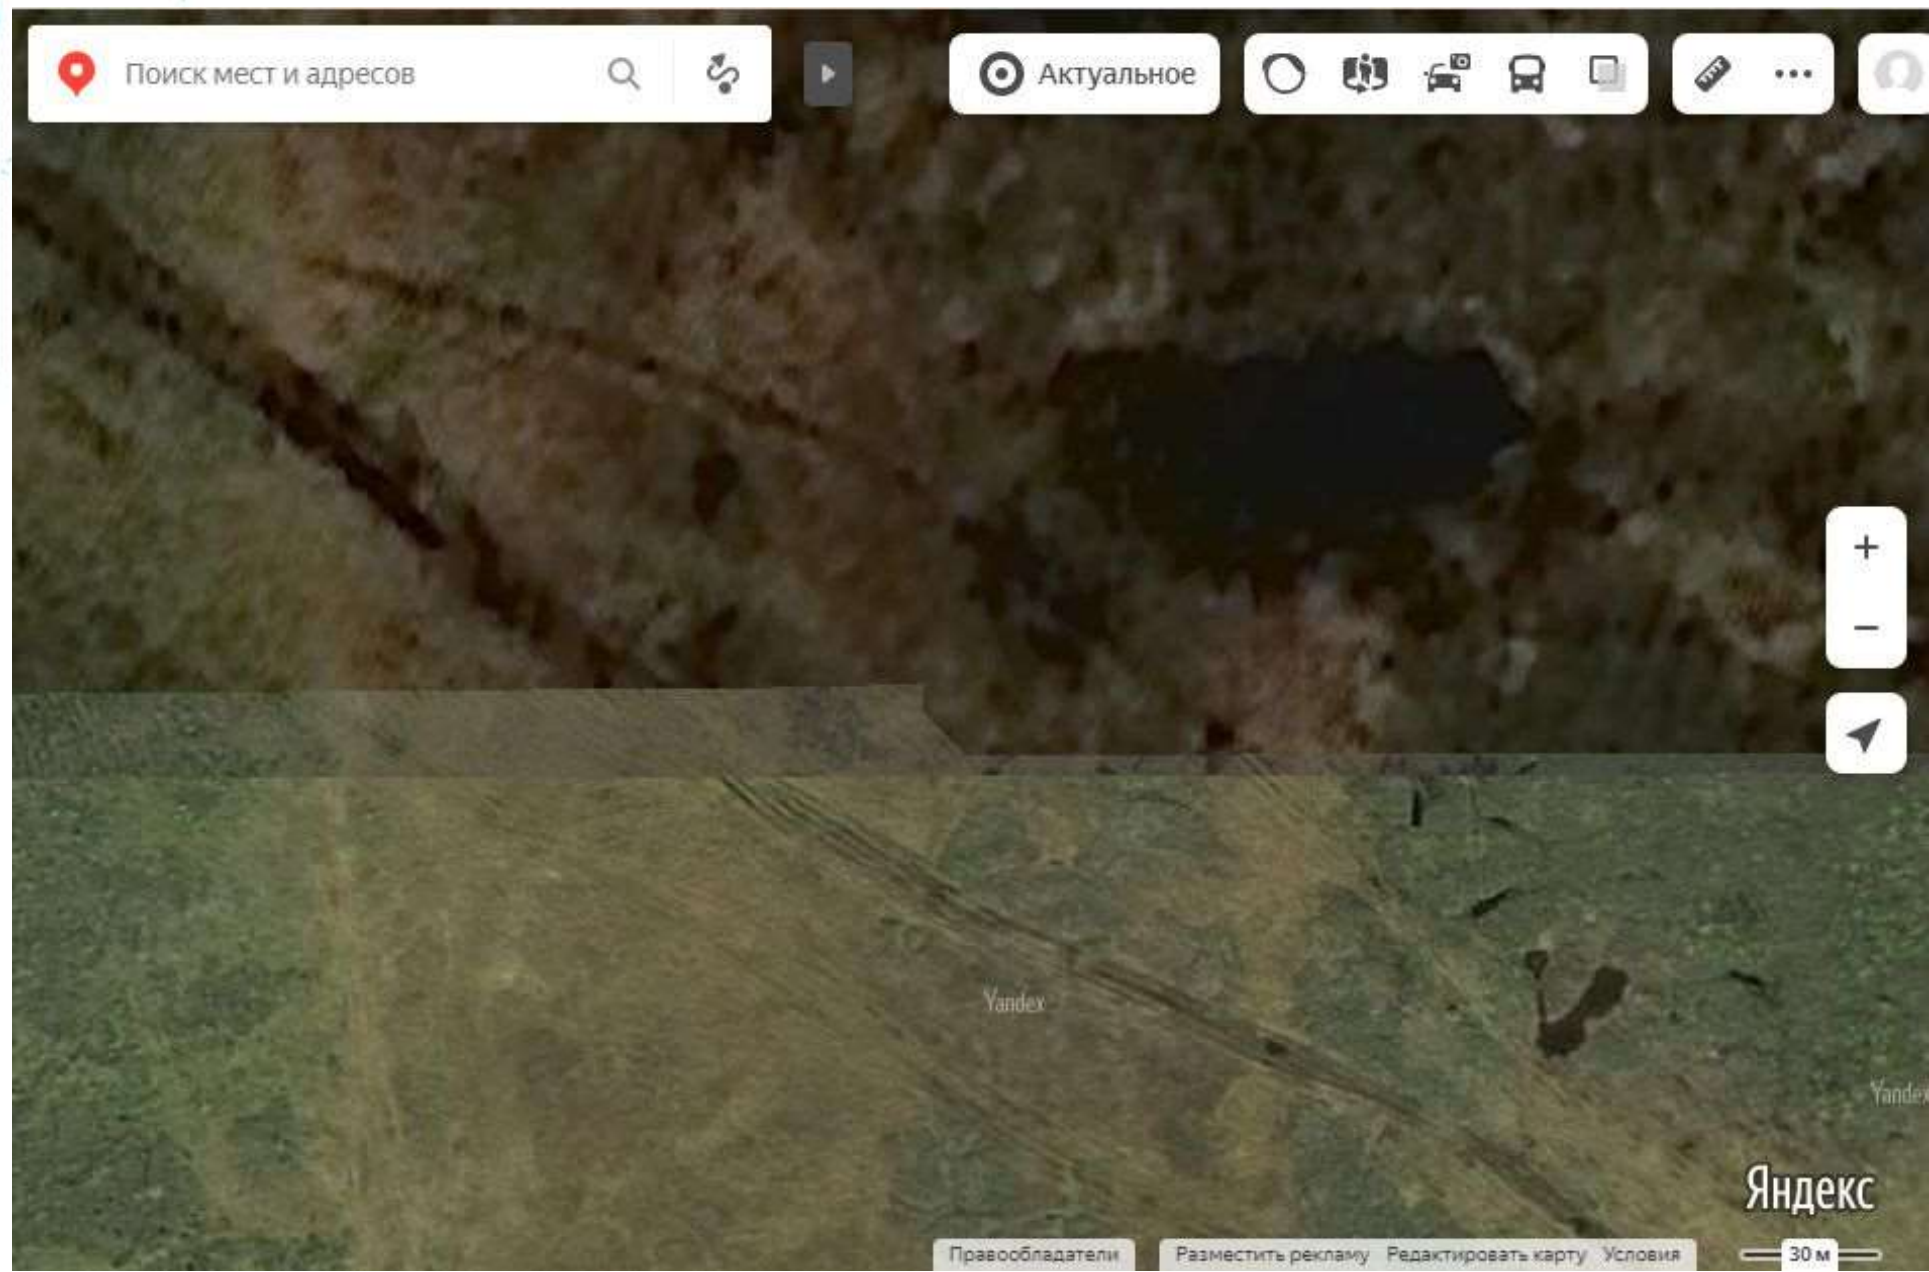 Поиск мест и адресов
Актуальное
Yandex
Yandex
Яндекс
Правообладатели
Разместить рекламу Редактировать карту Условия
30 м